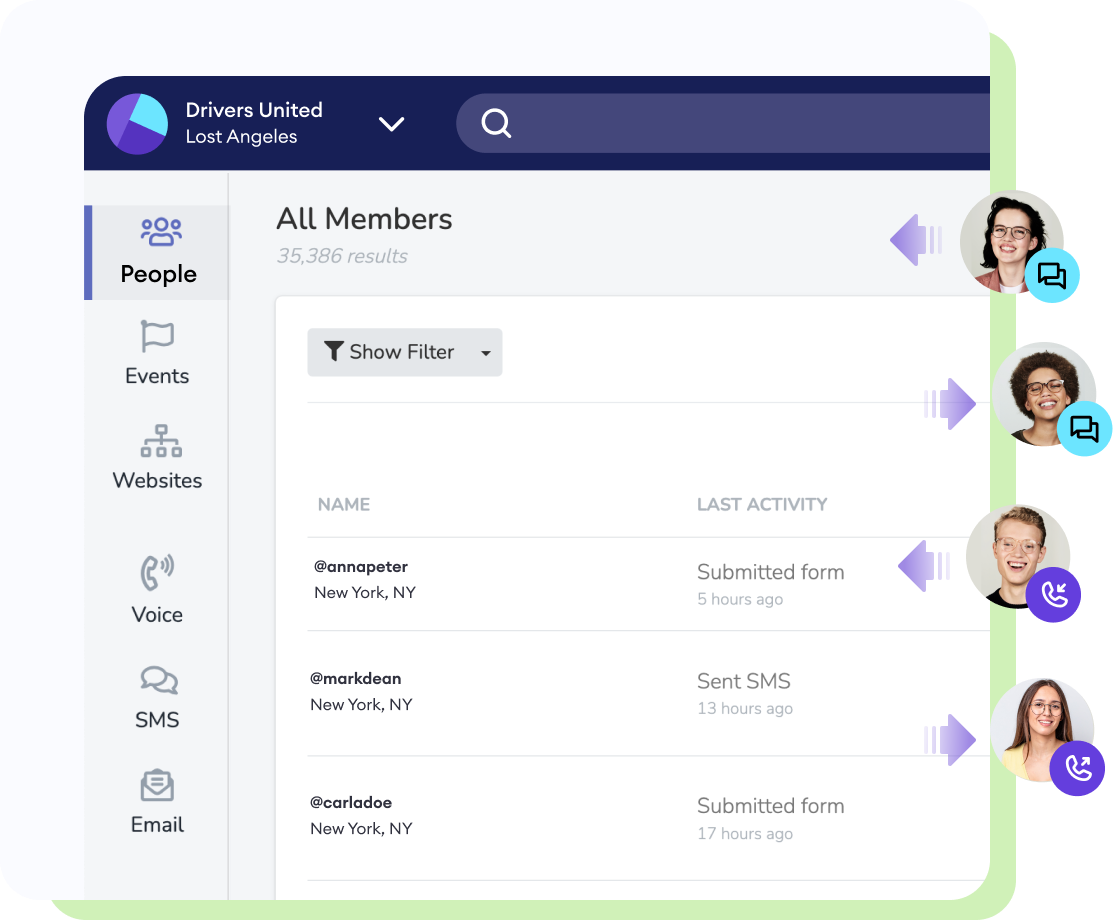 Drivers United
Lost Angeles
People
Events
Websites
Voice
SMS
Email
All Members
35,386 results
Show Filter
NAME
LAST ACTIVITY
@annapeter
New York, NY
Submitted form
5 hours ago
@markdean
New York, NY
Sent SMS
13 hours ago
@carladoe
New York, NY
Submitted form
17 hours ago